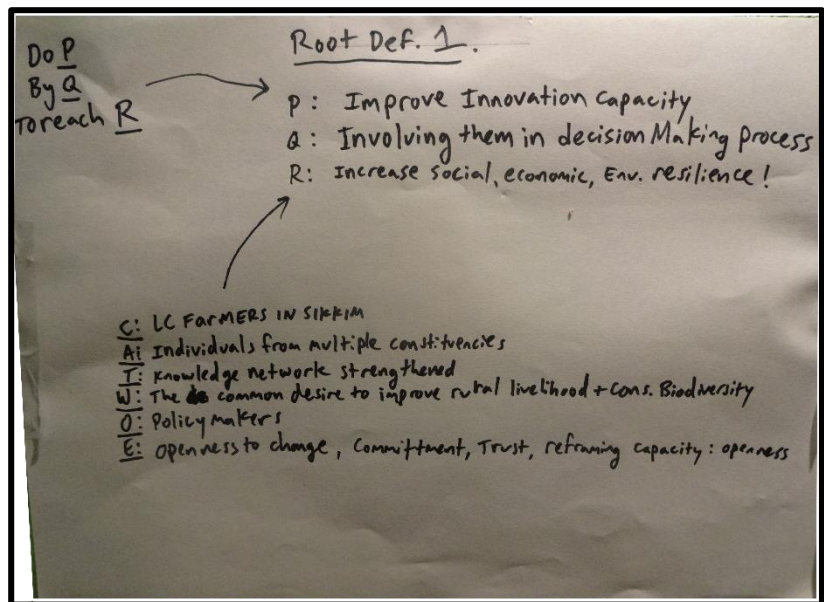 Root Def. 1.
Do P
By Q
To reach R
P: Improve Innovation Capacity
Q: Involving them in decision Making process
R: Increase social, economic, Env. resilience!
C: LC FARMERS IN SIKKIM
A: Individuals from multiple constituencies
T: Knowledge network strengthened
W: The common desire to improve rural livelihood + Cons. Biodiversity
O: Policy makers
E: Openness to change, Committment, Trust, reframing capacity: openness